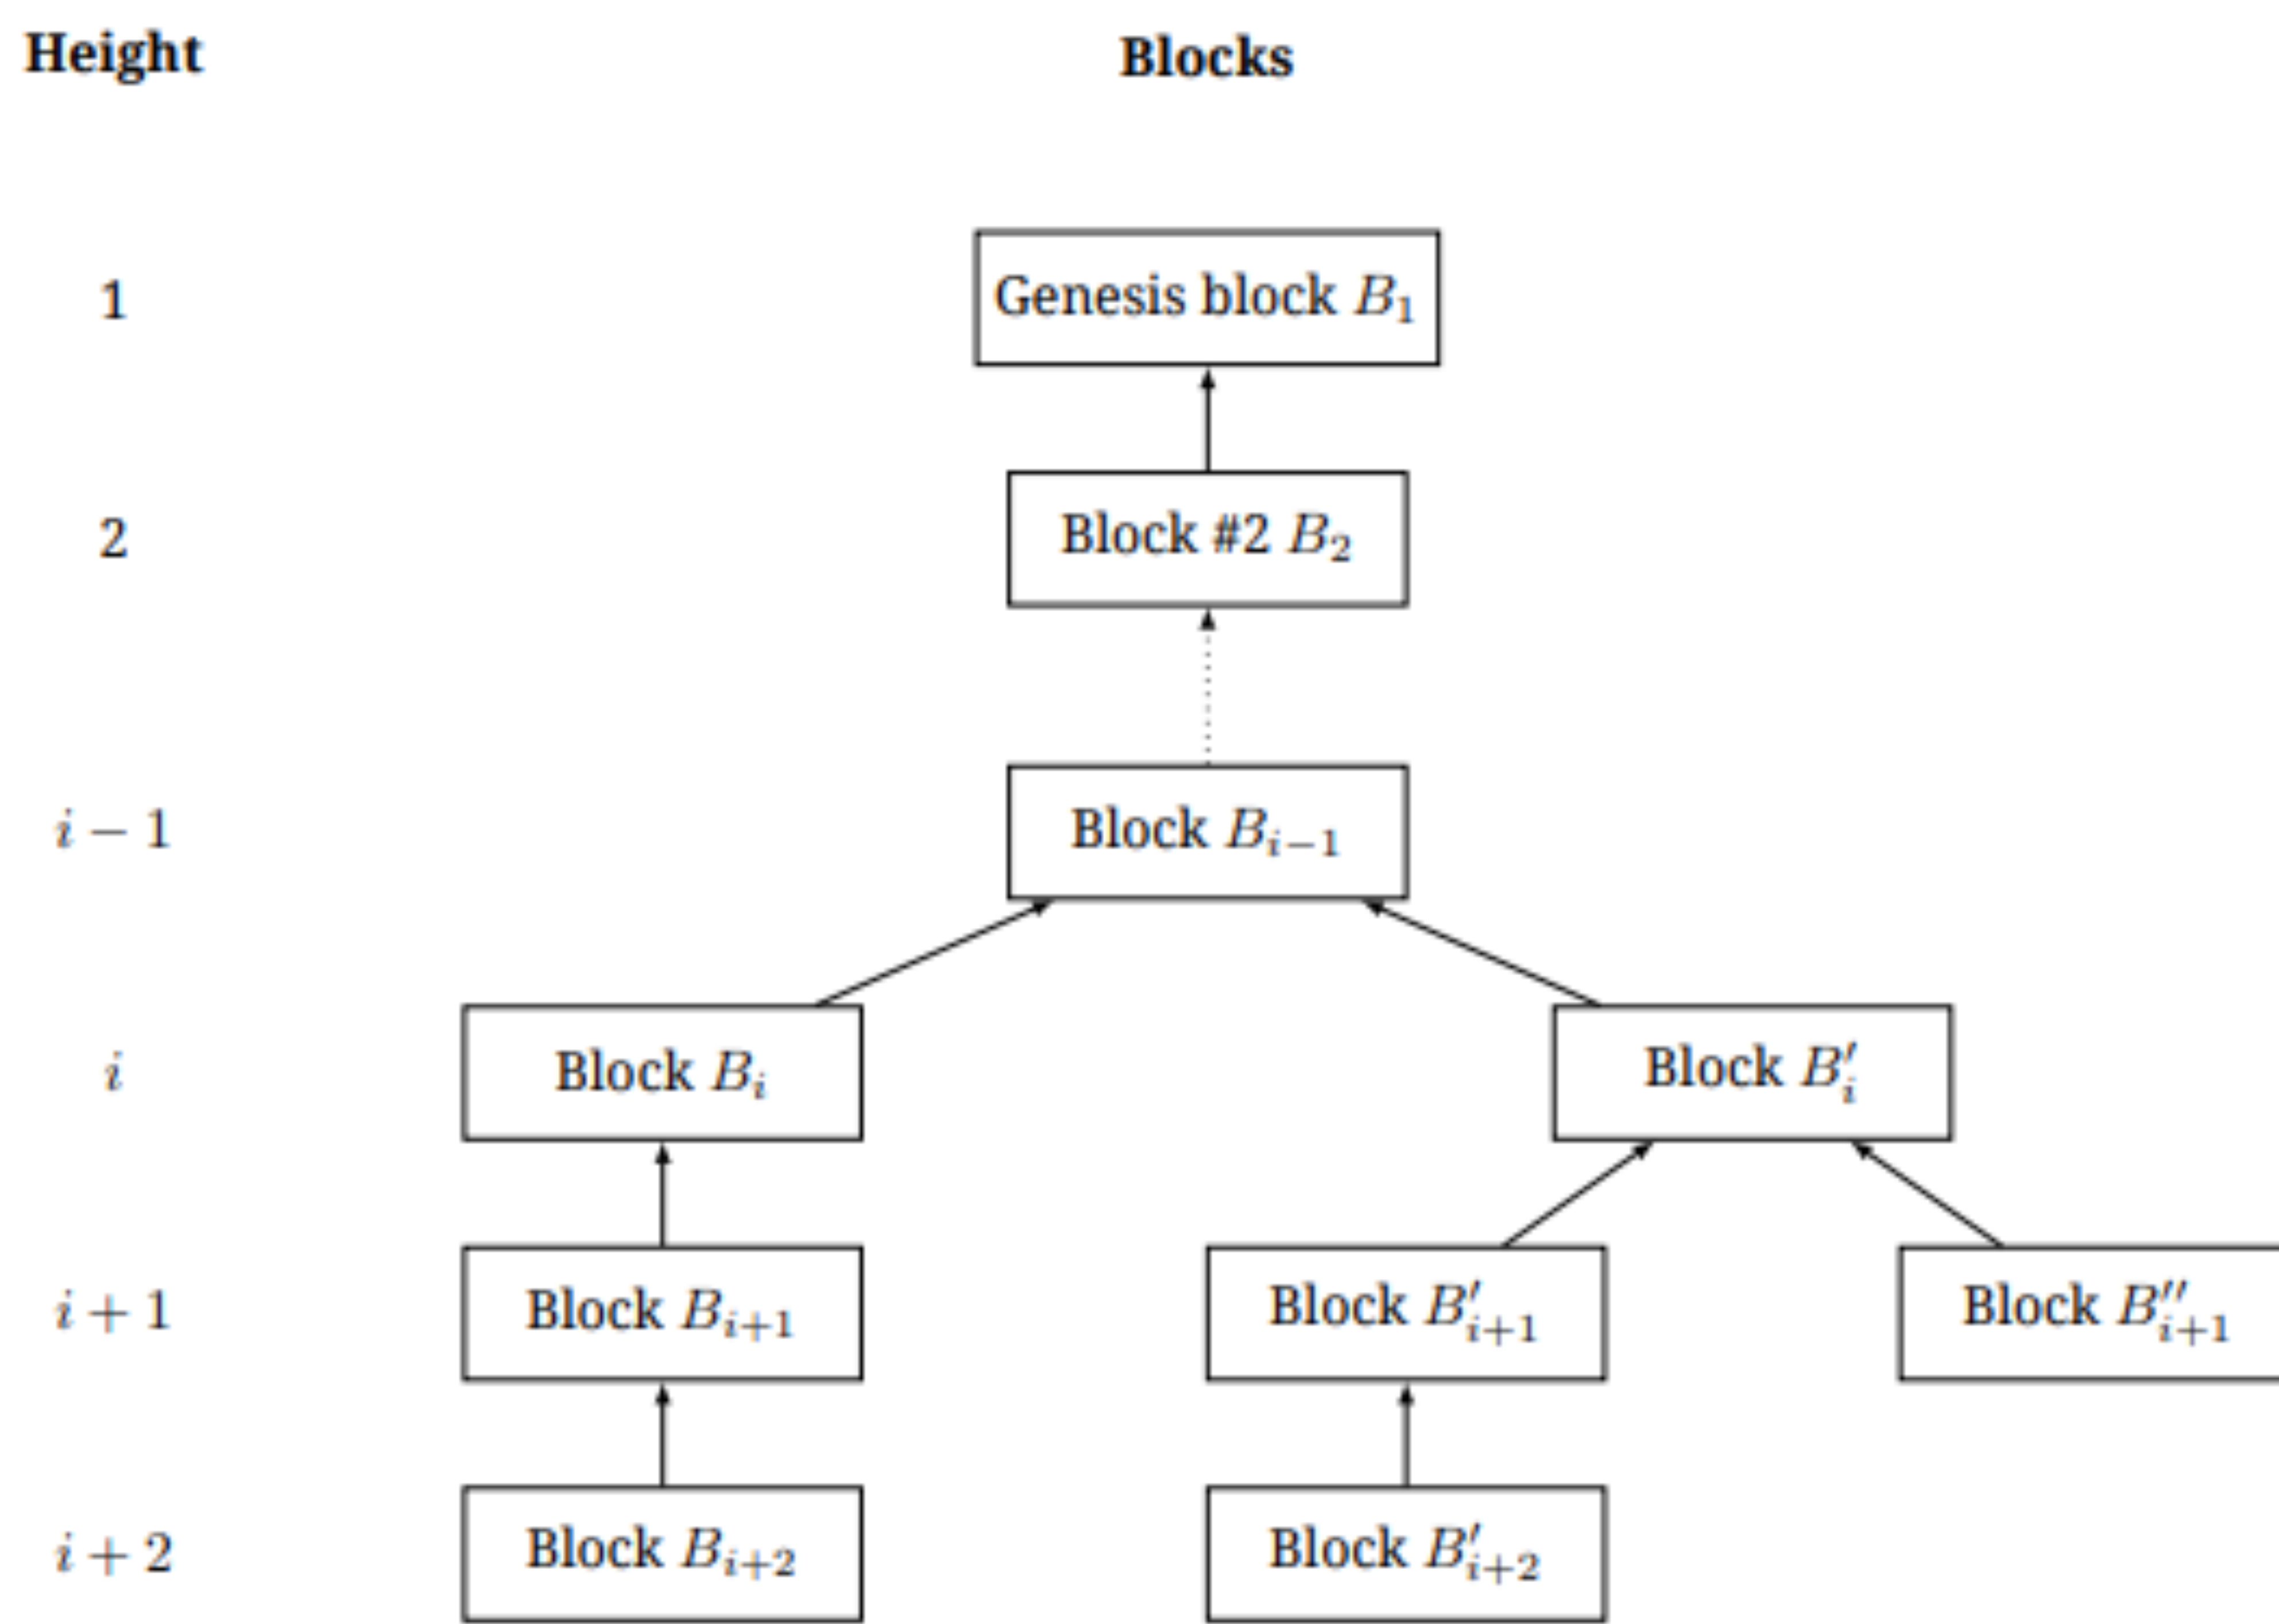 Height Blocks
1 Genesis block B₁
2 Block #2 B₂
i − 1 Block Bᵢ₋₁
i Block Bᵢ Block B′ᵢ
i + 1 Block Bᵢ₊₁ Block B′ᵢ₊₁ Block B′′ᵢ₊₁
i + 2 Block Bᵢ₊₂ Block B′ᵢ₊₂